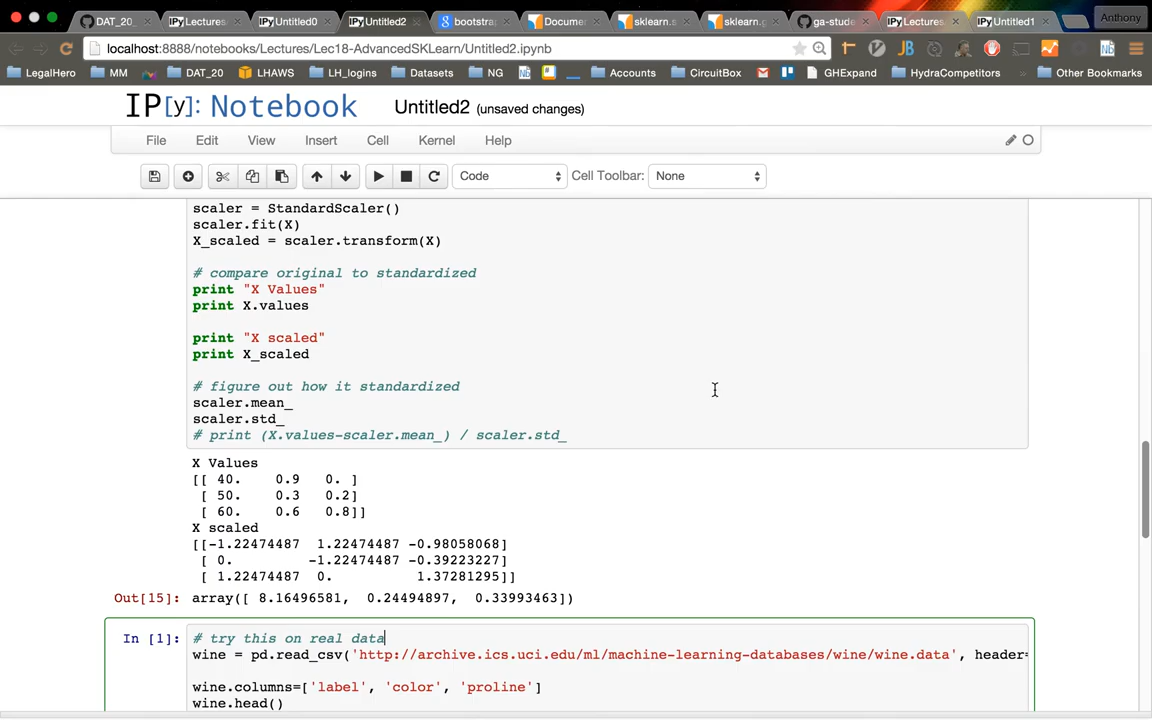 DAT_20
IPy Lectures
IPy Untitled0
IPy Untitled2
bootstrap
Docume
sklearn.s
sklearn.g
ga-stude
IPy Lectures
IPy Untitled1
Anthony
localhost:8888/notebooks/Lectures/Lec18-AdvancedSKLearn/Untitled2.ipynb
LegalHero
MM
DAT_20
LHAWS
LH_logins
Datasets
NG
Nb
Accounts
CircuitBox
GHExpand
HydraCompetitors
»
Other Bookmarks
IP[y]: Notebook
Untitled2 (unsaved changes)
File Edit View Insert Cell Kernel Help
Code
Cell Toolbar: None
scaler = StandardScaler()
scaler.fit(X)
X_scaled = scaler.transform(X)
# compare original to standardized
print "X Values"
print X.values
print "X scaled"
print X_scaled
# figure out how it standardized
scaler.mean_
scaler.std_
# print (X.values-scaler.mean_) / scaler.std_
X Values
[[ 40. 0.9 0. ]
[ 50. 0.3 0.2]
[ 60. 0.6 0.8]]
X scaled
[[-1.22474487 1.22474487 -0.98058068]
[ 0. -1.22474487 -0.39223227]
[ 1.22474487 0. 1.37281295]]
Out[15]: array([ 8.16496581, 0.24494897, 0.33993463])
In [1]: # try this on real data
wine = pd.read_csv('http://archive.ics.uci.edu/ml/machine-learning-databases/wine/wine.data', header=
wine.columns=['label', 'color', 'proline']
wine.head()